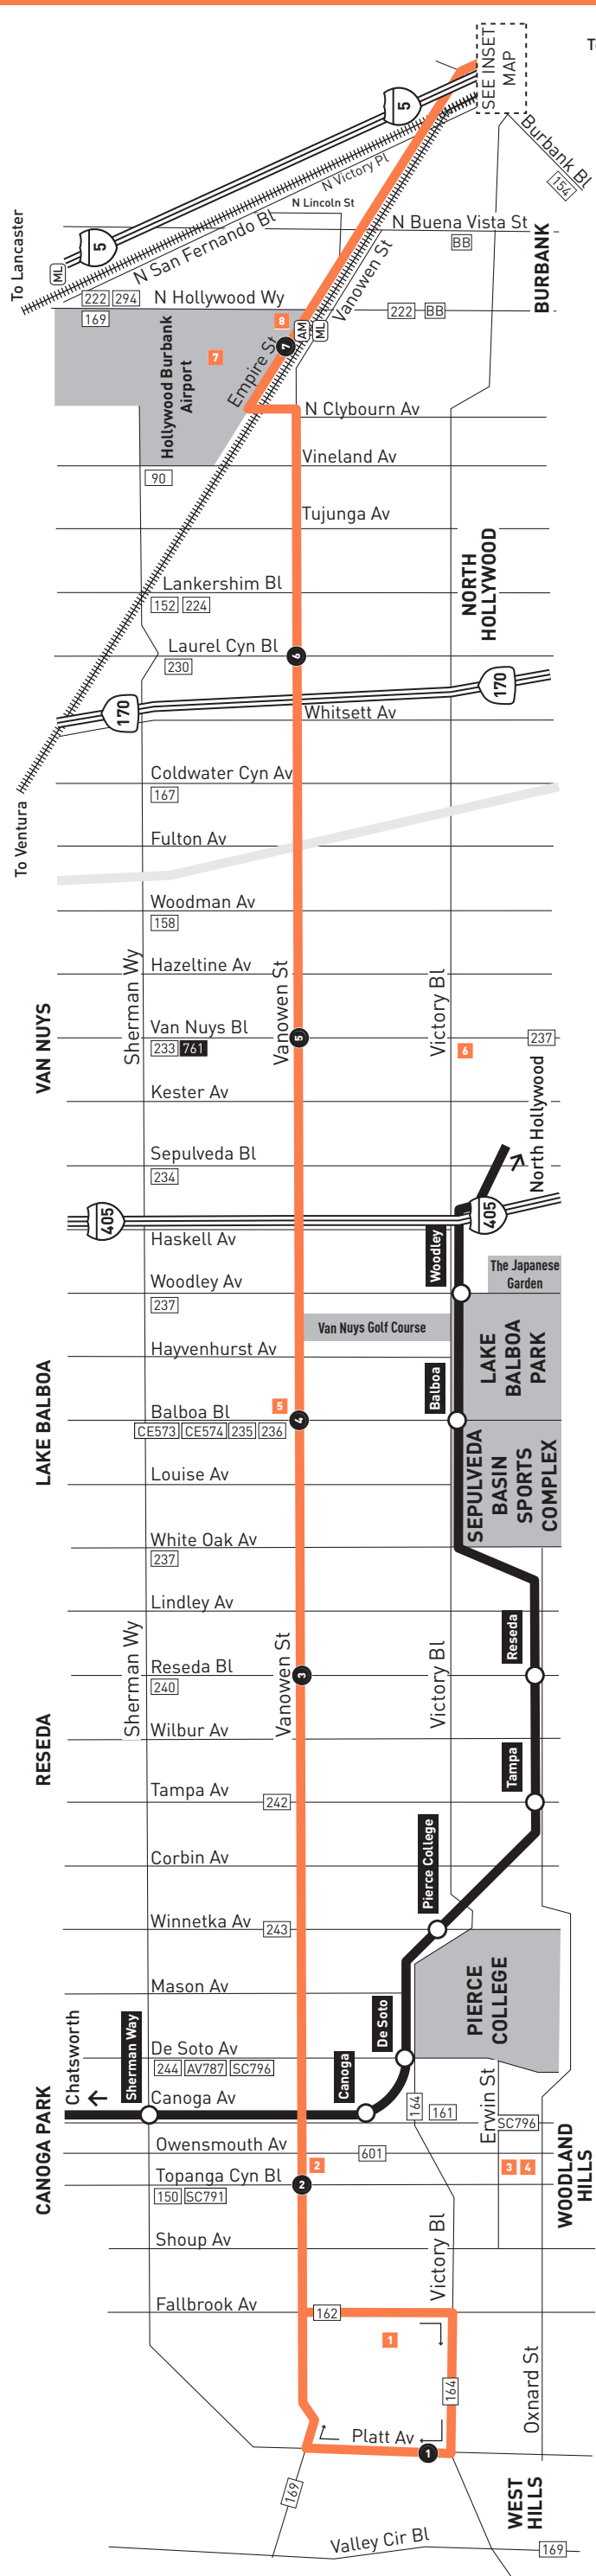 To
SEE INSET
MAP
5
Burbank Bl
154
N Victory Pl
N Lincoln St
N Buena Vista St
BB
BURBANK
To Lancaster
ML
5
N San Fernando Bl
Vanowen St
222 294
N Hollywood Wy
169
8
AM
ML
222 BB
7
7
Hollywood Burbank
Airport
Empire St
N Clybourn Av
Vineland Av
90
Tujunga Av
NORTH
HOLLYWOOD
Lankershim Bl
152 224
Laurel Cyn Bl
6
230
170
170
Whitsett Av
To Ventura
Coldwater Cyn Av
167
Fulton Av
Woodman Av
158
Hazeltine Av
Sherman Wy
Vanowen St
Victory Bl
VAN NUYS
Van Nuys Bl
5
237
233 761
6
Kester Av
North Hollywood
Sepulveda Bl
234
405
405
Haskell Av
Woodley
The Japanese
Garden
Woodley Av
237
Van Nuys Golf Course
LAKE
BALBOA
PARK
Hayvenhurst Av
LAKE BALBOA
Balboa
5
Balboa Bl
4
CE573 CE574 235 236
SEPULVEDA
BASIN
SPORTS
COMPLEX
Louise Av
White Oak Av
237
Lindley Av
Sherman Wy
Vanowen St
Victory Bl
Reseda
Reseda Bl
3
240
RESEDA
Wilbur Av
Tampa
Tampa Av
242
Corbin Av
Pierce College
Winnetka Av
243
PIERCE
COLLEGE
Mason Av
Chatsworth
Sherman Way
De Soto
De Soto Av
244 AV787 SC796
Canoga
Canoga Av
164
161
Erwin St
SC796
CANOGA PARK
Owensmouth Av
601
WOODLAND
HILLS
2
3 4
Topanga Cyn Bl
2
150 SC791
Shoup Av
Victory Bl
Fallbrook Av
162
1
164
Oxnard St
Platt Av
1
169
WEST
HILLS
Valley Cir Bl
169